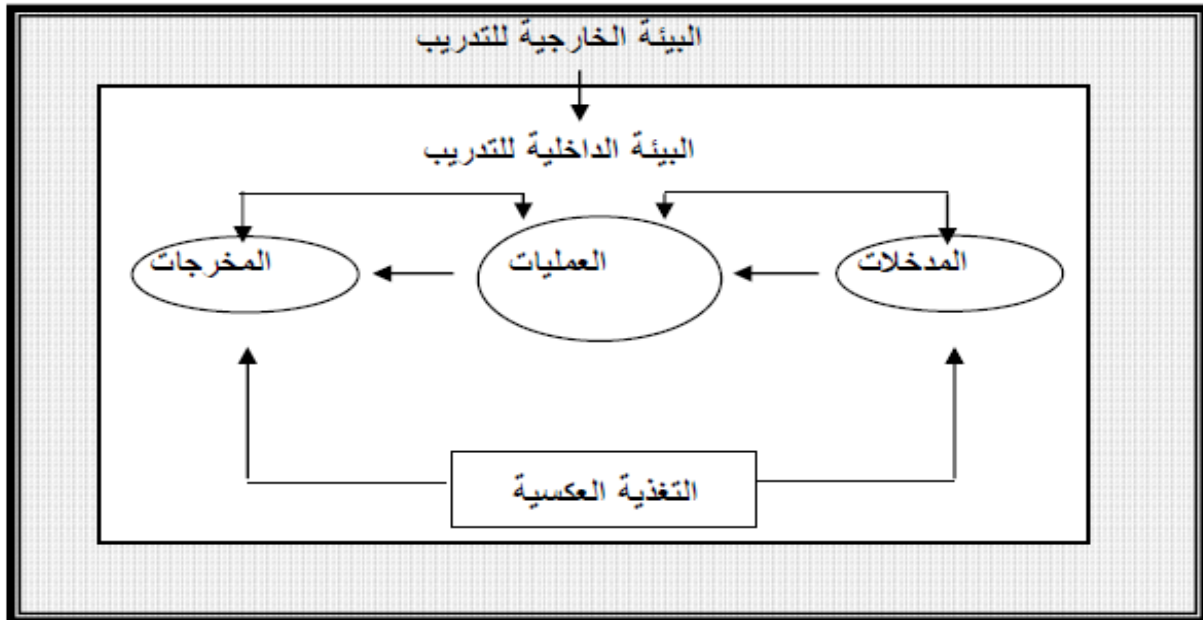 البيئة الخارجية للتدريب
البيئة الداخلية للتدريب
المدخلات
العمليات
المخرجات
التغذية العكسية